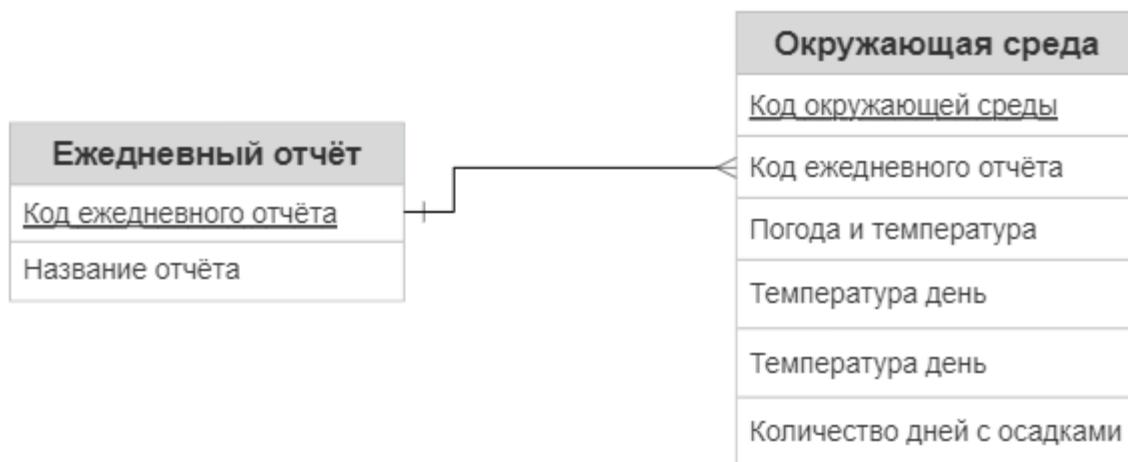 Ежедневный отчёт
Код ежедневного отчёта
Название отчёта
Окружающая среда
Код окружающей среды
Код ежедневного отчёта
Погода и температура
Температура день
Температура день
Количество дней с осадками